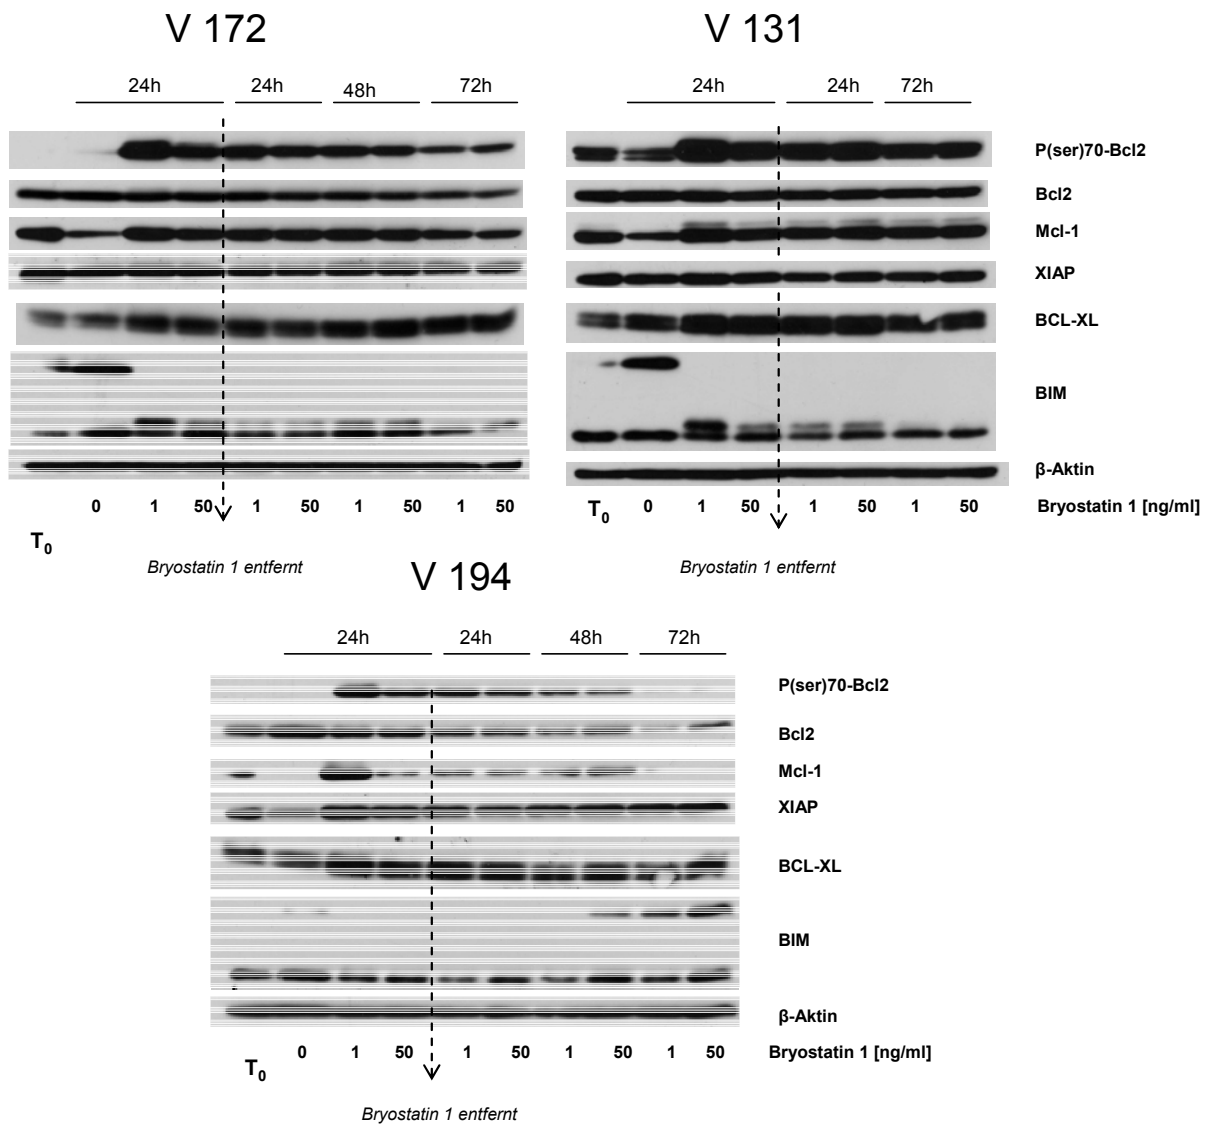 V 172
24h 24h 48h 72h
0 1 50 1 50 1 50 1 50
T0
Bryostatin 1 entfernt
V 131
24h 24h 72h
P(ser)70-Bcl2
Bcl2
Mcl-1
XIAP
BCL-XL
BIM
β-Aktin
T0 0 1 50 1 50 1 50 Bryostatin 1 [ng/ml]
Bryostatin 1 entfernt
V 194
24h 24h 48h 72h
P(ser)70-Bcl2
Bcl2
Mcl-1
XIAP
BCL-XL
BIM
β-Aktin
T0 0 1 50 1 50 1 50 1 50 Bryostatin 1 [ng/ml]
Bryostatin 1 entfernt